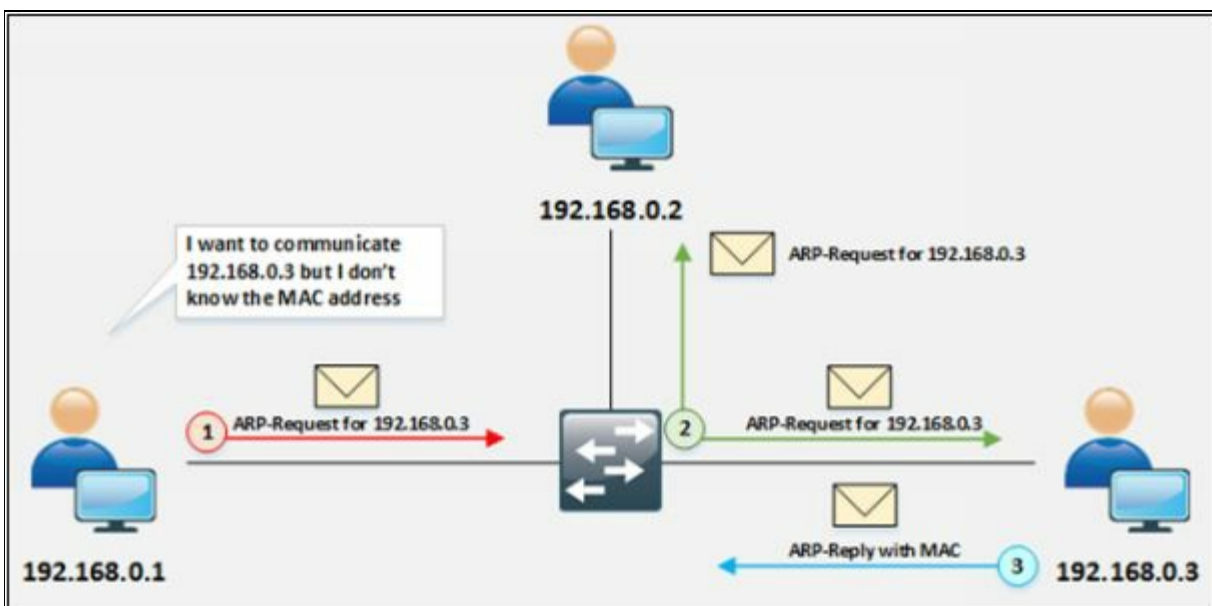 192.168.0.2
I want to communicate
192.168.0.3 but I don't
know the MAC address
ARP-Request for 192.168.0.3
1
ARP-Request for 192.168.0.3
2
ARP-Request for 192.168.0.3
ARP-Reply with MAC
3
192.168.0.1
192.168.0.3